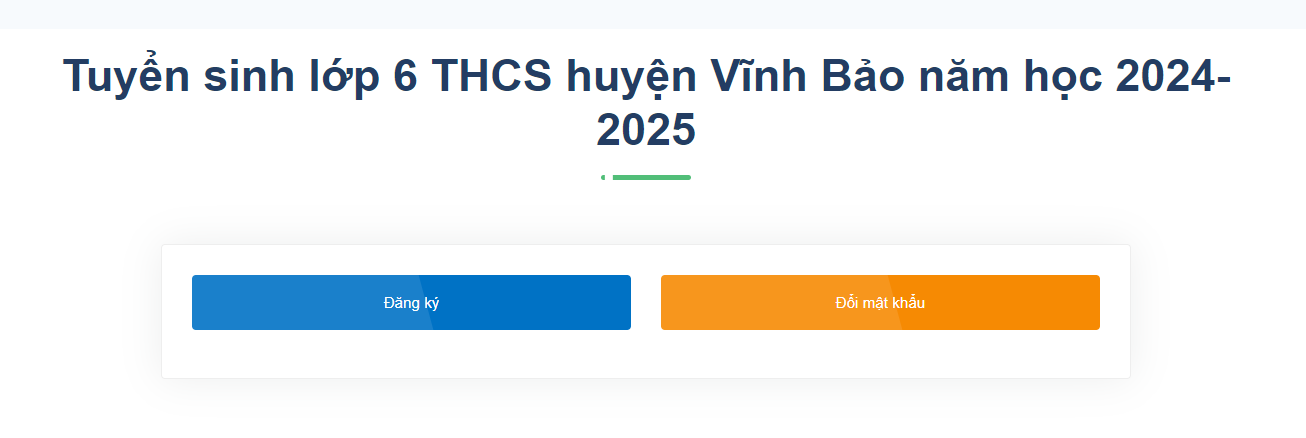 Tuyển sinh lớp 6 THCS huyện Vĩnh Bảo năm học 2024-
2025
Đăng ký
Đổi mật khẩu